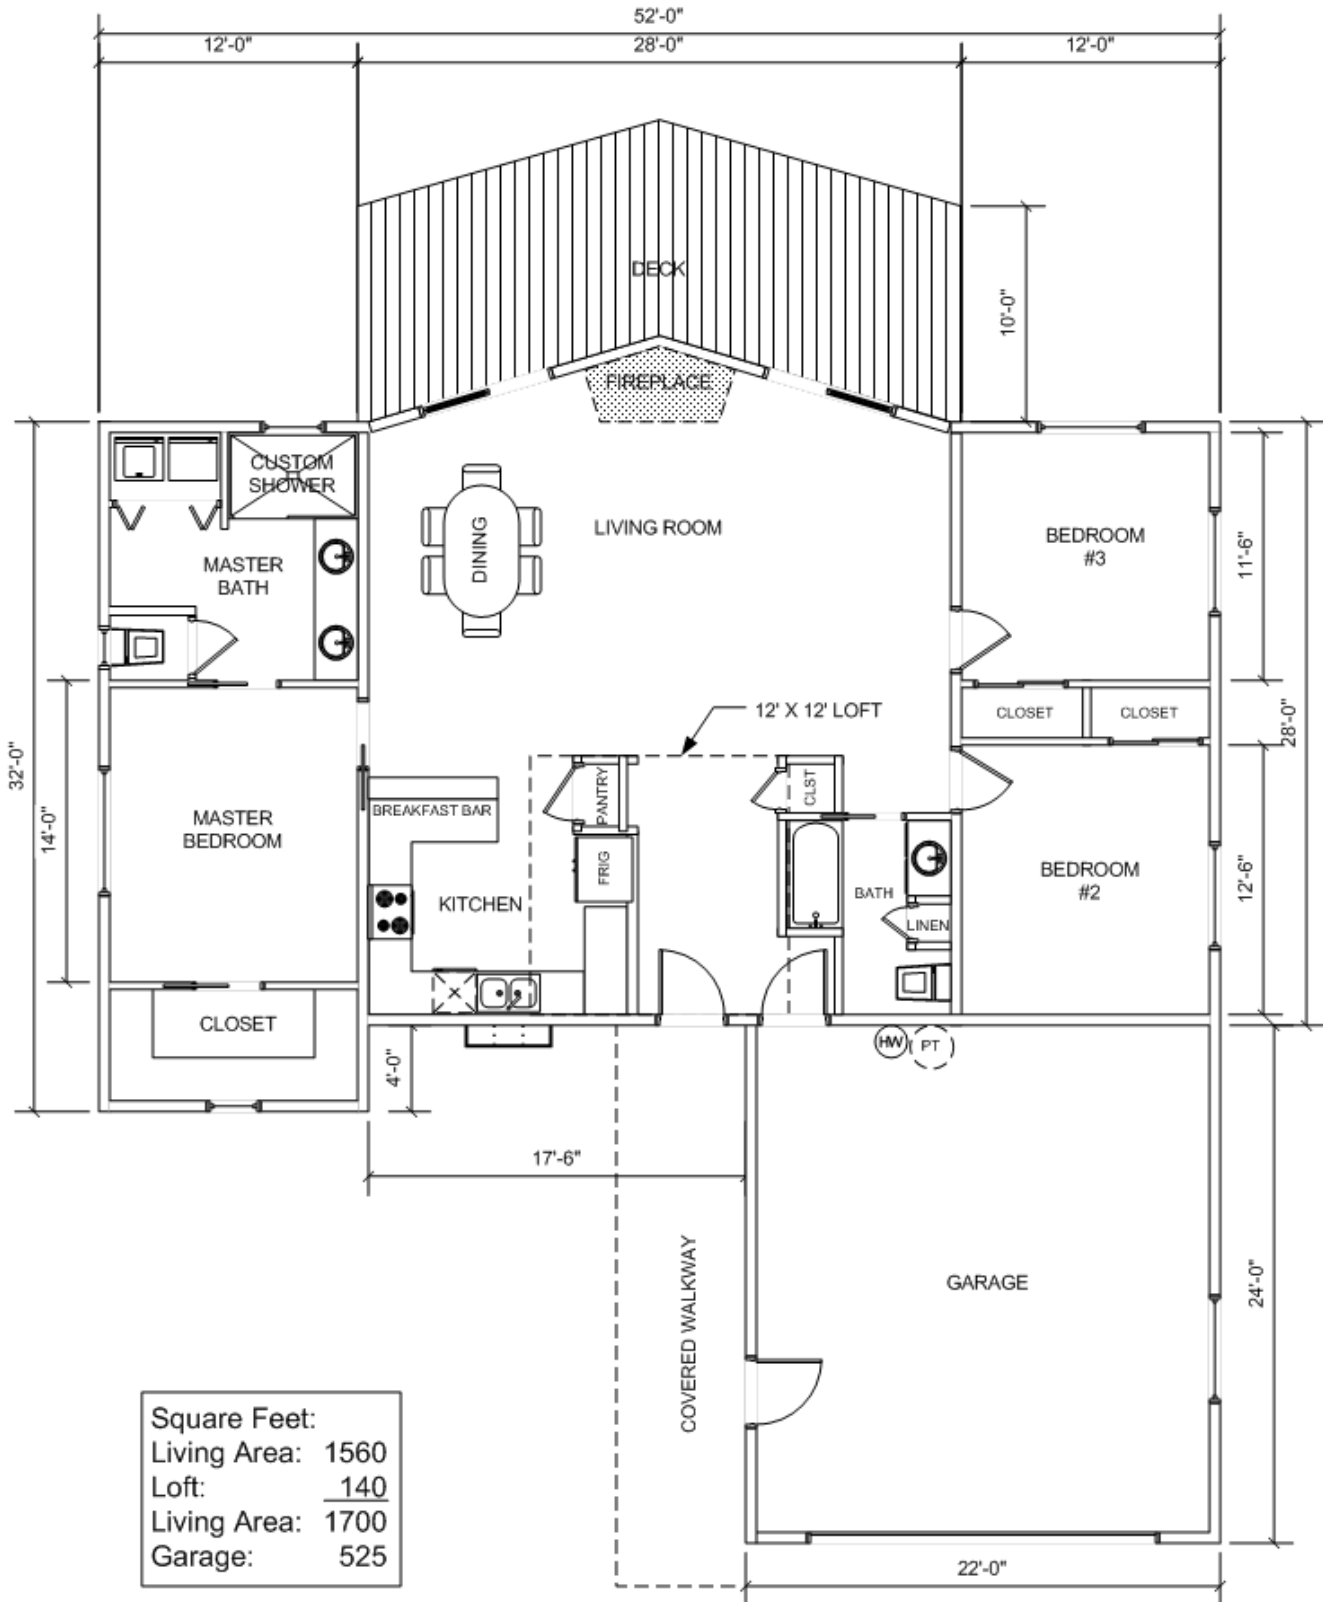 52'-0"
12'-0"
28'-0"
12'-0"
DECK
10'-0"
FIREPLACE
CUSTOM
SHOWER
LIVING ROOM
DINING
BEDROOM
#3
11'-6"
MASTER
BATH
12' X 12' LOFT
CLOSET
CLOSET
28'-0"
32'-0"
14'-0"
MASTER
BEDROOM
BREAKFAST BAR
PANTRY
CLST
FRIG
KITCHEN
BATH
LINEN
BEDROOM
#2
12'-6"
CLOSET
4'-0"
HW
PT
17'-6"
COVERED WALKWAY
GARAGE
24'-0"
22'-0"
Square Feet:
Living Area: 1560
Loft: 140
Living Area: 1700
Garage: 525